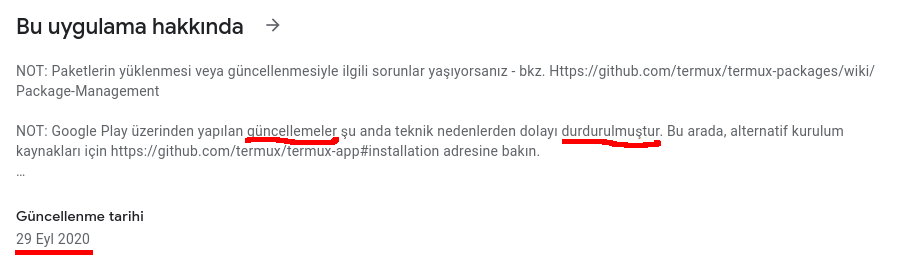 Bu uygulama hakkında →
NOT: Paketlerin yüklenmesi veya güncellenmesiyle ilgili sorunlar yaşıyorsanız - bkz. Https://github.com/termux/termux-packages/wiki/
Package-Management
NOT: Google Play üzerinden yapılan güncellemeler şu anda teknik nedenlerden dolayı durdurulmuştur. Bu arada, alternatif kurulum
kaynakları için https://github.com/termux/termux-app#installation adresine bakın.
...
Güncellenme tarihi
29 Eyl 2020